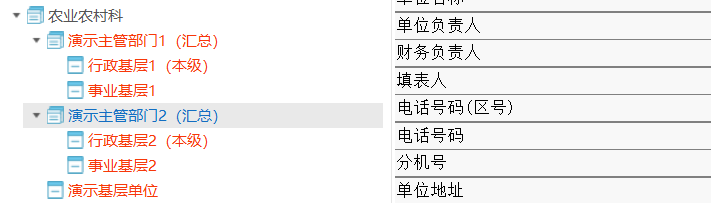 农业农村科
演示主管部门1（汇总）
行政基层1（本级）
事业基层1
演示主管部门2（汇总）
行政基层2（本级）
事业基层2
演示基层单位
单位名称
单位负责人
财务负责人
填表人
电话号码(区号)
电话号码
分机号
单位地址